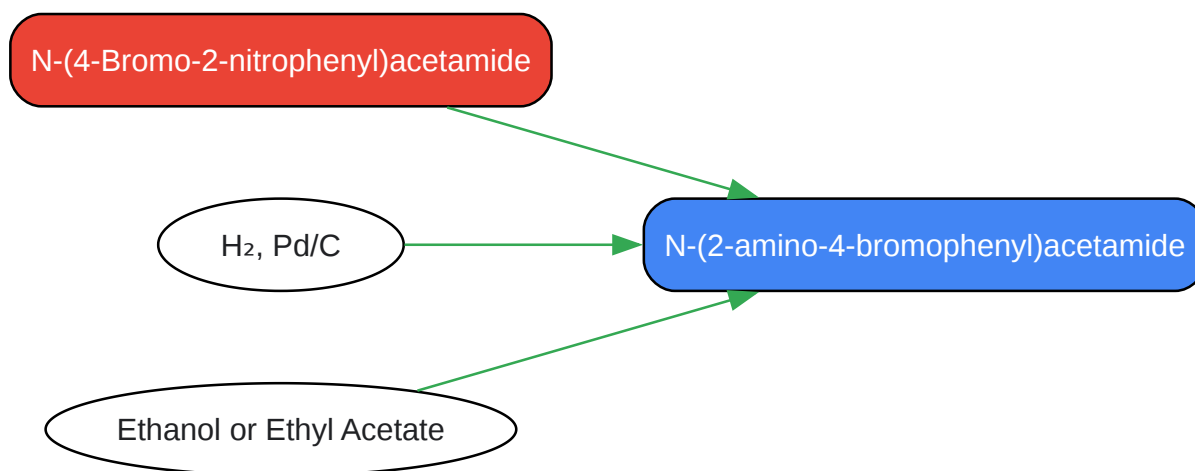 N-(4-Bromo-2-nitrophenyl)acetamide
H₂, Pd/C
N-(2-amino-4-bromophenyl)acetamide
Ethanol or Ethyl Acetate